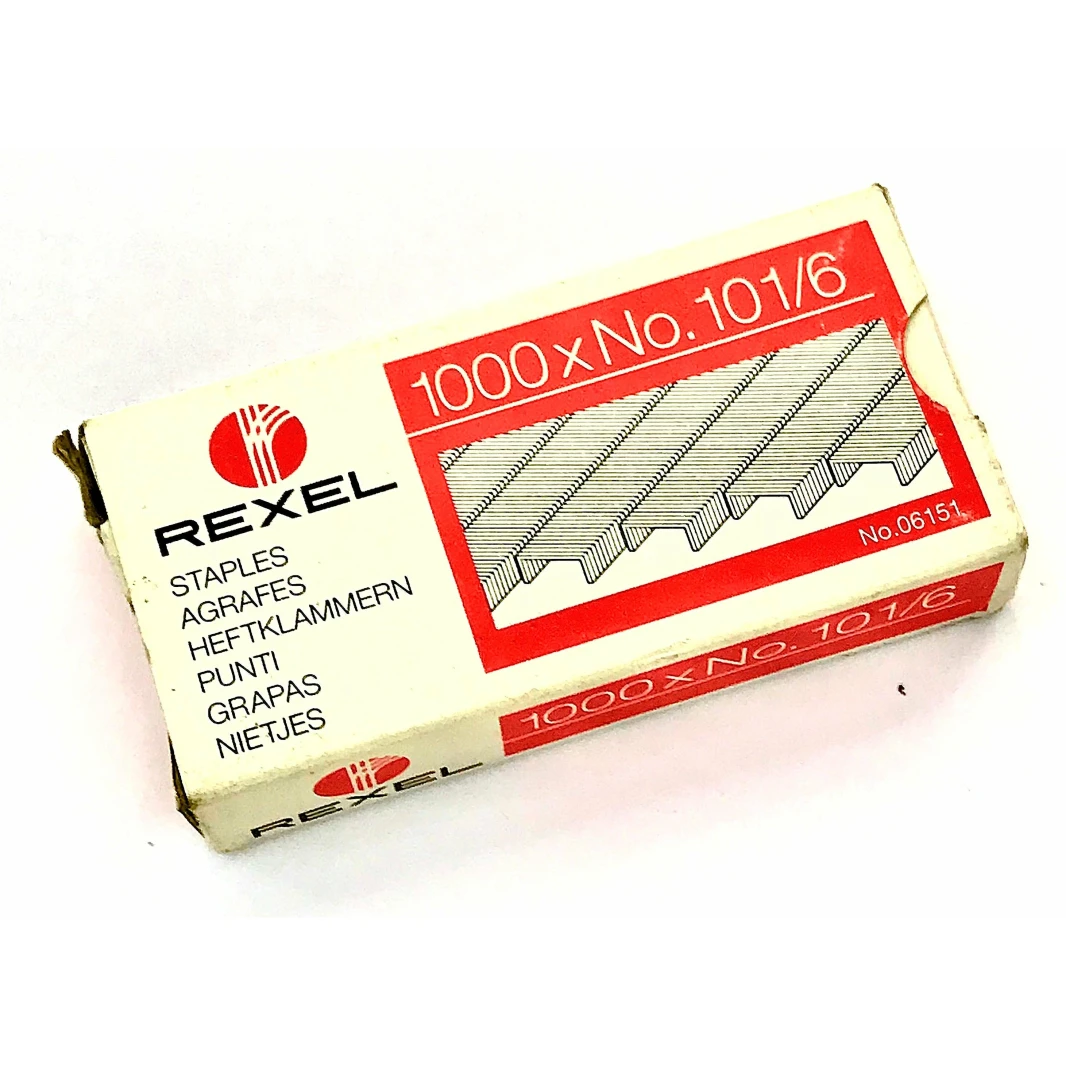 REXEL
STAPLES
AGRAFES
HEFTKLAMMERN
PUNTI
GRAPAS
NIETJES
1000 x No. 101/6
No. 06151
REXEL
1000 x No. 101/6